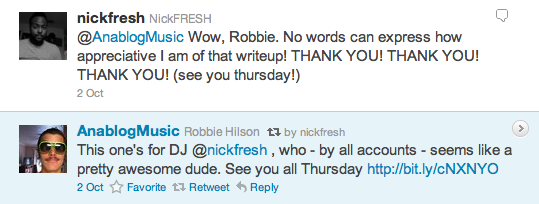 nickfresh NickFRESH
@AnablogMusic Wow, Robbie. No words can express how
appreciative I am of that writeup! THANK YOU! THANK YOU!
THANK YOU! (see you thursday!)
2 Oct
AnablogMusic Robbie Hilson by nickfresh
This one's for DJ @nickfresh , who - by all accounts - seems like a
pretty awesome dude. See you all Thursday http://bit.ly/cNXNYO
2 Oct Favorite Retweet Reply